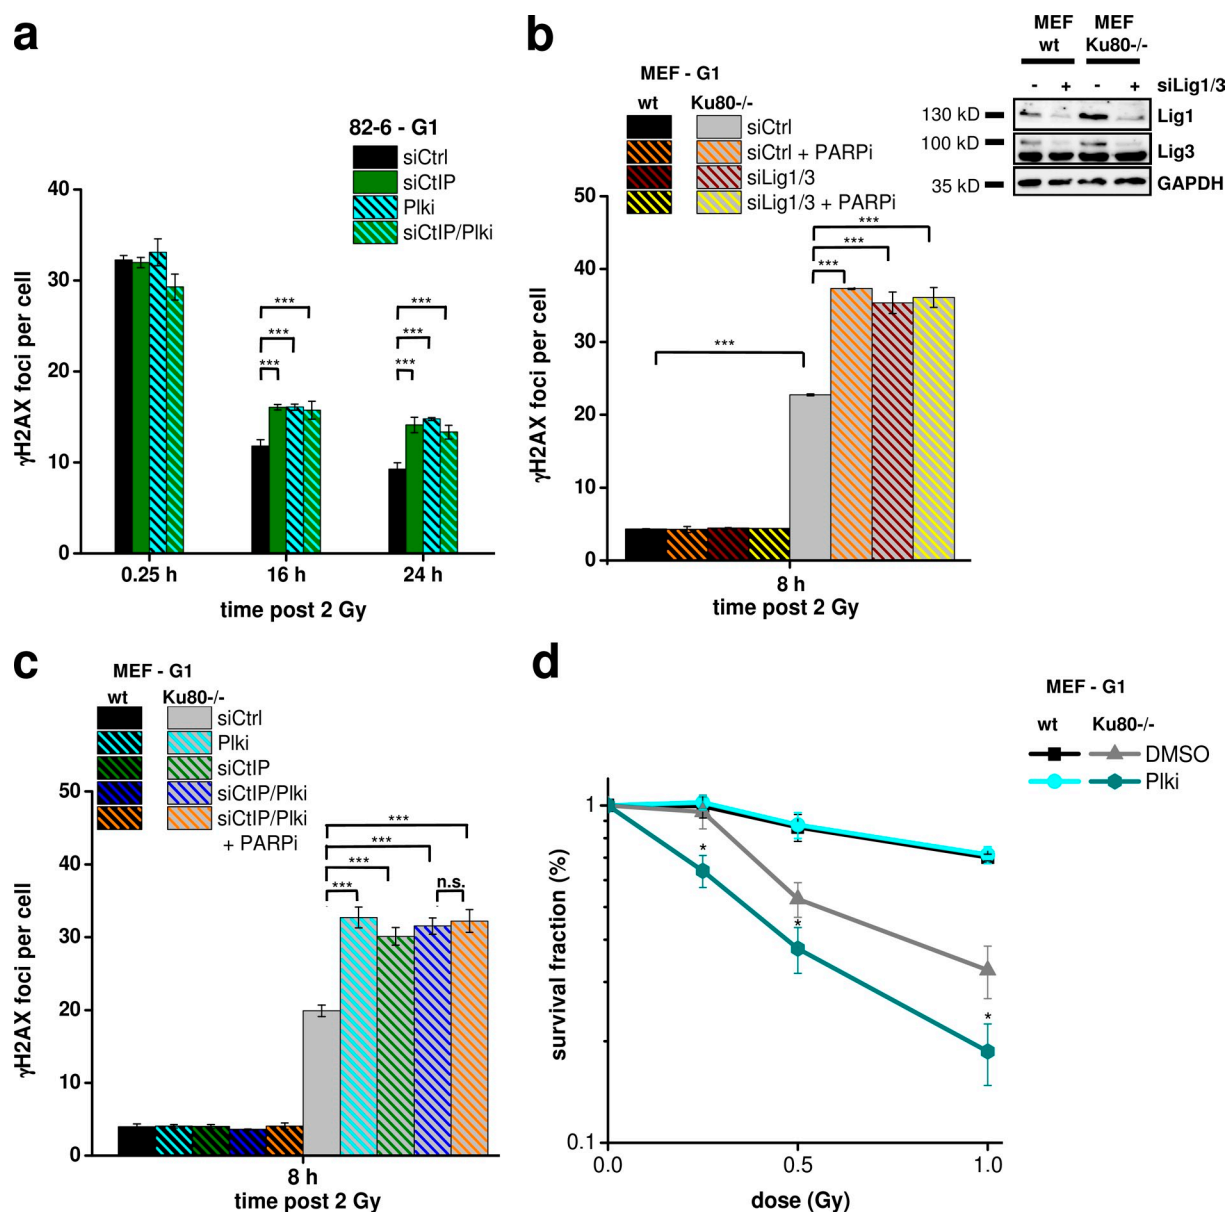 a
82-6 - G1
siCtrl
siCtIP
Plki
siCtIP/Plki
γH2AX foci per cell
40
30
20
10
0
***
***
***
***
***
***
0.25 h 16 h 24 h
time post 2 Gy
b
MEF - G1
wt Ku80-/-
siCtrl
siCtrl + PARPi
siLig1/3
siLig1/3 + PARPi
MEF MEF
wt Ku80-/-
- + - + siLig1/3
130 kD Lig1
100 kD Lig3
35 kD GAPDH
γH2AX foci per cell
50
40
30
20
10
0
***
***
***
***
8 h
time post 2 Gy
c
MEF - G1
wt Ku80-/-
siCtrl
Plki
siCtIP
siCtIP/Plki
siCtIP/Plki
+ PARPi
γH2AX foci per cell
50
40
30
20
10
0
***
***
***
***
n.s.
8 h
time post 2 Gy
d
MEF - G1
wt Ku80-/-
DMSO
Plki
survival fraction (%)
1
0.1
*
*
*
0.0 0.5 1.0
dose (Gy)